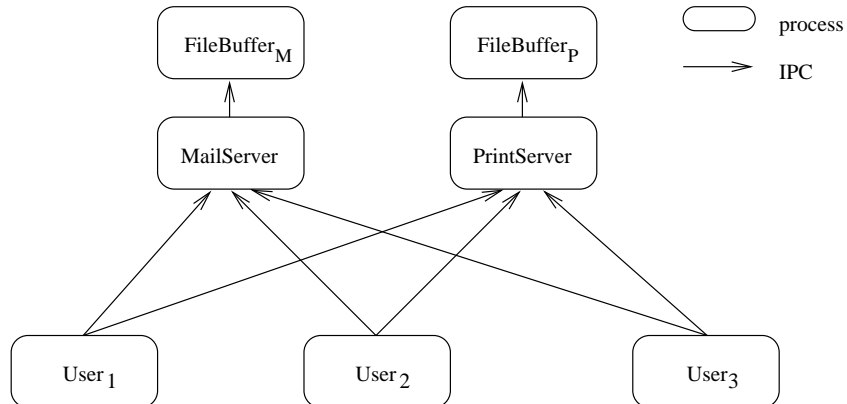 FileBuffer_M
FileBuffer_P
process
IPC
MailServer
PrintServer
User_1
User_2
User_3